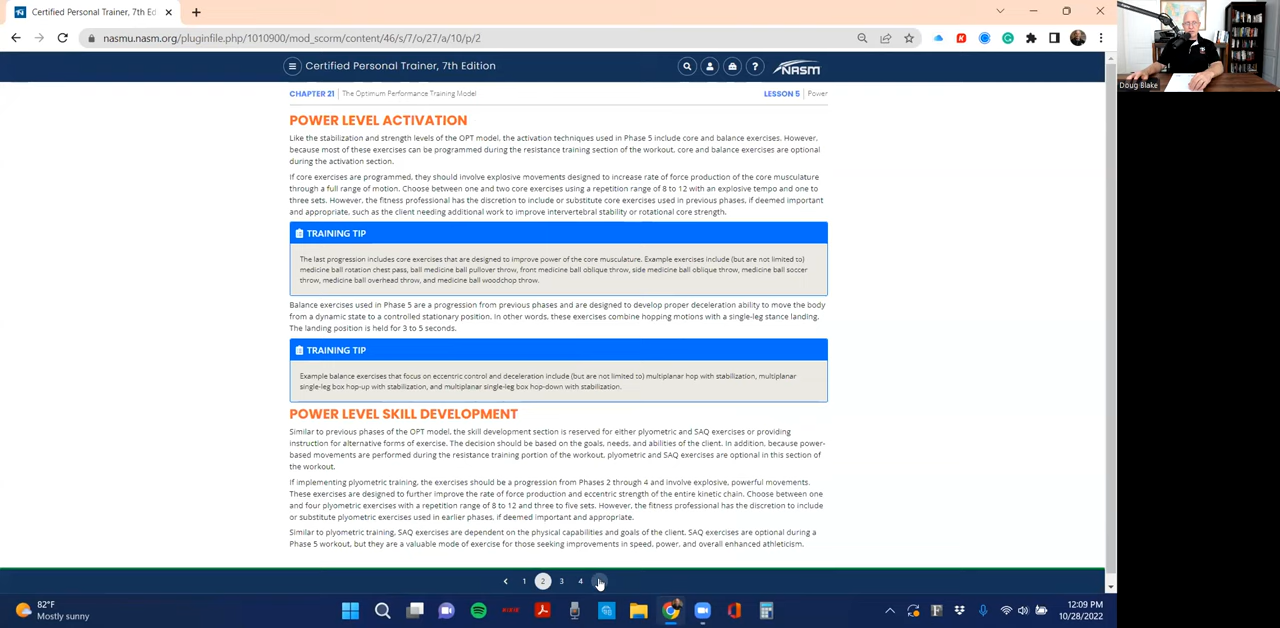 Certified Personal Trainer, 7th Ed
nasmu.nasm.org/pluginfile.php/1010900/mod_scorm/content/46/s/7/o/27/a/10/p/2
Certified Personal Trainer, 7th Edition
NASM
Doug Blake
CHAPTER 21 | The Optimum Performance Training Model
LESSON 5 | Power
POWER LEVEL ACTIVATION
Like the stabilization and strength levels of the OPT model, the activation techniques used in Phase 5 include core and balance exercises. However,
because most of these exercises can be programmed during the resistance training section of the workout, core and balance exercises are optional
during the activation section.
If core exercises are programmed, they should involve explosive movements designed to increase rate of force production of the core musculature
through a full range of motion. Choose between one and two core exercises using a repetition range of 8 to 12 with an explosive tempo and one to
three sets. However, the fitness professional has the discretion to include or substitute core exercises used in previous phases, if deemed important
and appropriate, such as the client needing additional work to improve intervertebral stability or rotational core strength.
TRAINING TIP
The last progression includes core exercises that are designed to improve power of the core musculature. Example exercises include (but are not limited to)
medicine ball rotation chest pass, ball medicine ball pullover throw, front medicine ball oblique throw, side medicine ball oblique throw, medicine ball soccer
throw, medicine ball overhead throw, and medicine ball woodchop throw.
Balance exercises used in Phase 5 are a progression from previous phases and are designed to develop proper deceleration ability to move the body
from a dynamic state to a controlled stationary position. In other words, these exercises combine hopping motions with a single-leg stance landing.
The landing position is held for 3 to 5 seconds.
TRAINING TIP
Example balance exercises that focus on eccentric control and deceleration include (but are not limited to) multiplanar hop with stabilization, multiplanar
single-leg box hop-up with stabilization, and multiplanar single-leg box hop-down with stabilization.
POWER LEVEL SKILL DEVELOPMENT
Similar to previous phases of the OPT model, the skill development section is reserved for either plyometric and SAQ exercises or providing
instruction for alternative forms of exercise. The decision should be based on the goals, needs, and abilities of the client. In addition, because power-
based movements are performed during the resistance training portion of the workout, plyometric and SAQ exercises are optional in this section of
the workout.
If implementing plyometric training, the exercises should be a progression from Phases 2 through 4 and involve explosive, powerful movements.
These exercises are designed to further improve the rate of force production and eccentric strength of the entire kinetic chain. Choose between one
and four plyometric exercises with a repetition range of 8 to 12 and three to five sets. However, the fitness professional has the discretion to include
or substitute plyometric exercises used in earlier phases, if deemed important and appropriate.
Similar to plyometric training, SAQ exercises are dependent on the physical capabilities and goals of the client. SAQ exercises are optional during a
Phase 5 workout, but they are a valuable mode of exercise for those seeking improvements in speed, power, and overall enhanced athleticism.
1 2 3 4
82°F
Mostly sunny
12:09 PM
10/28/2022